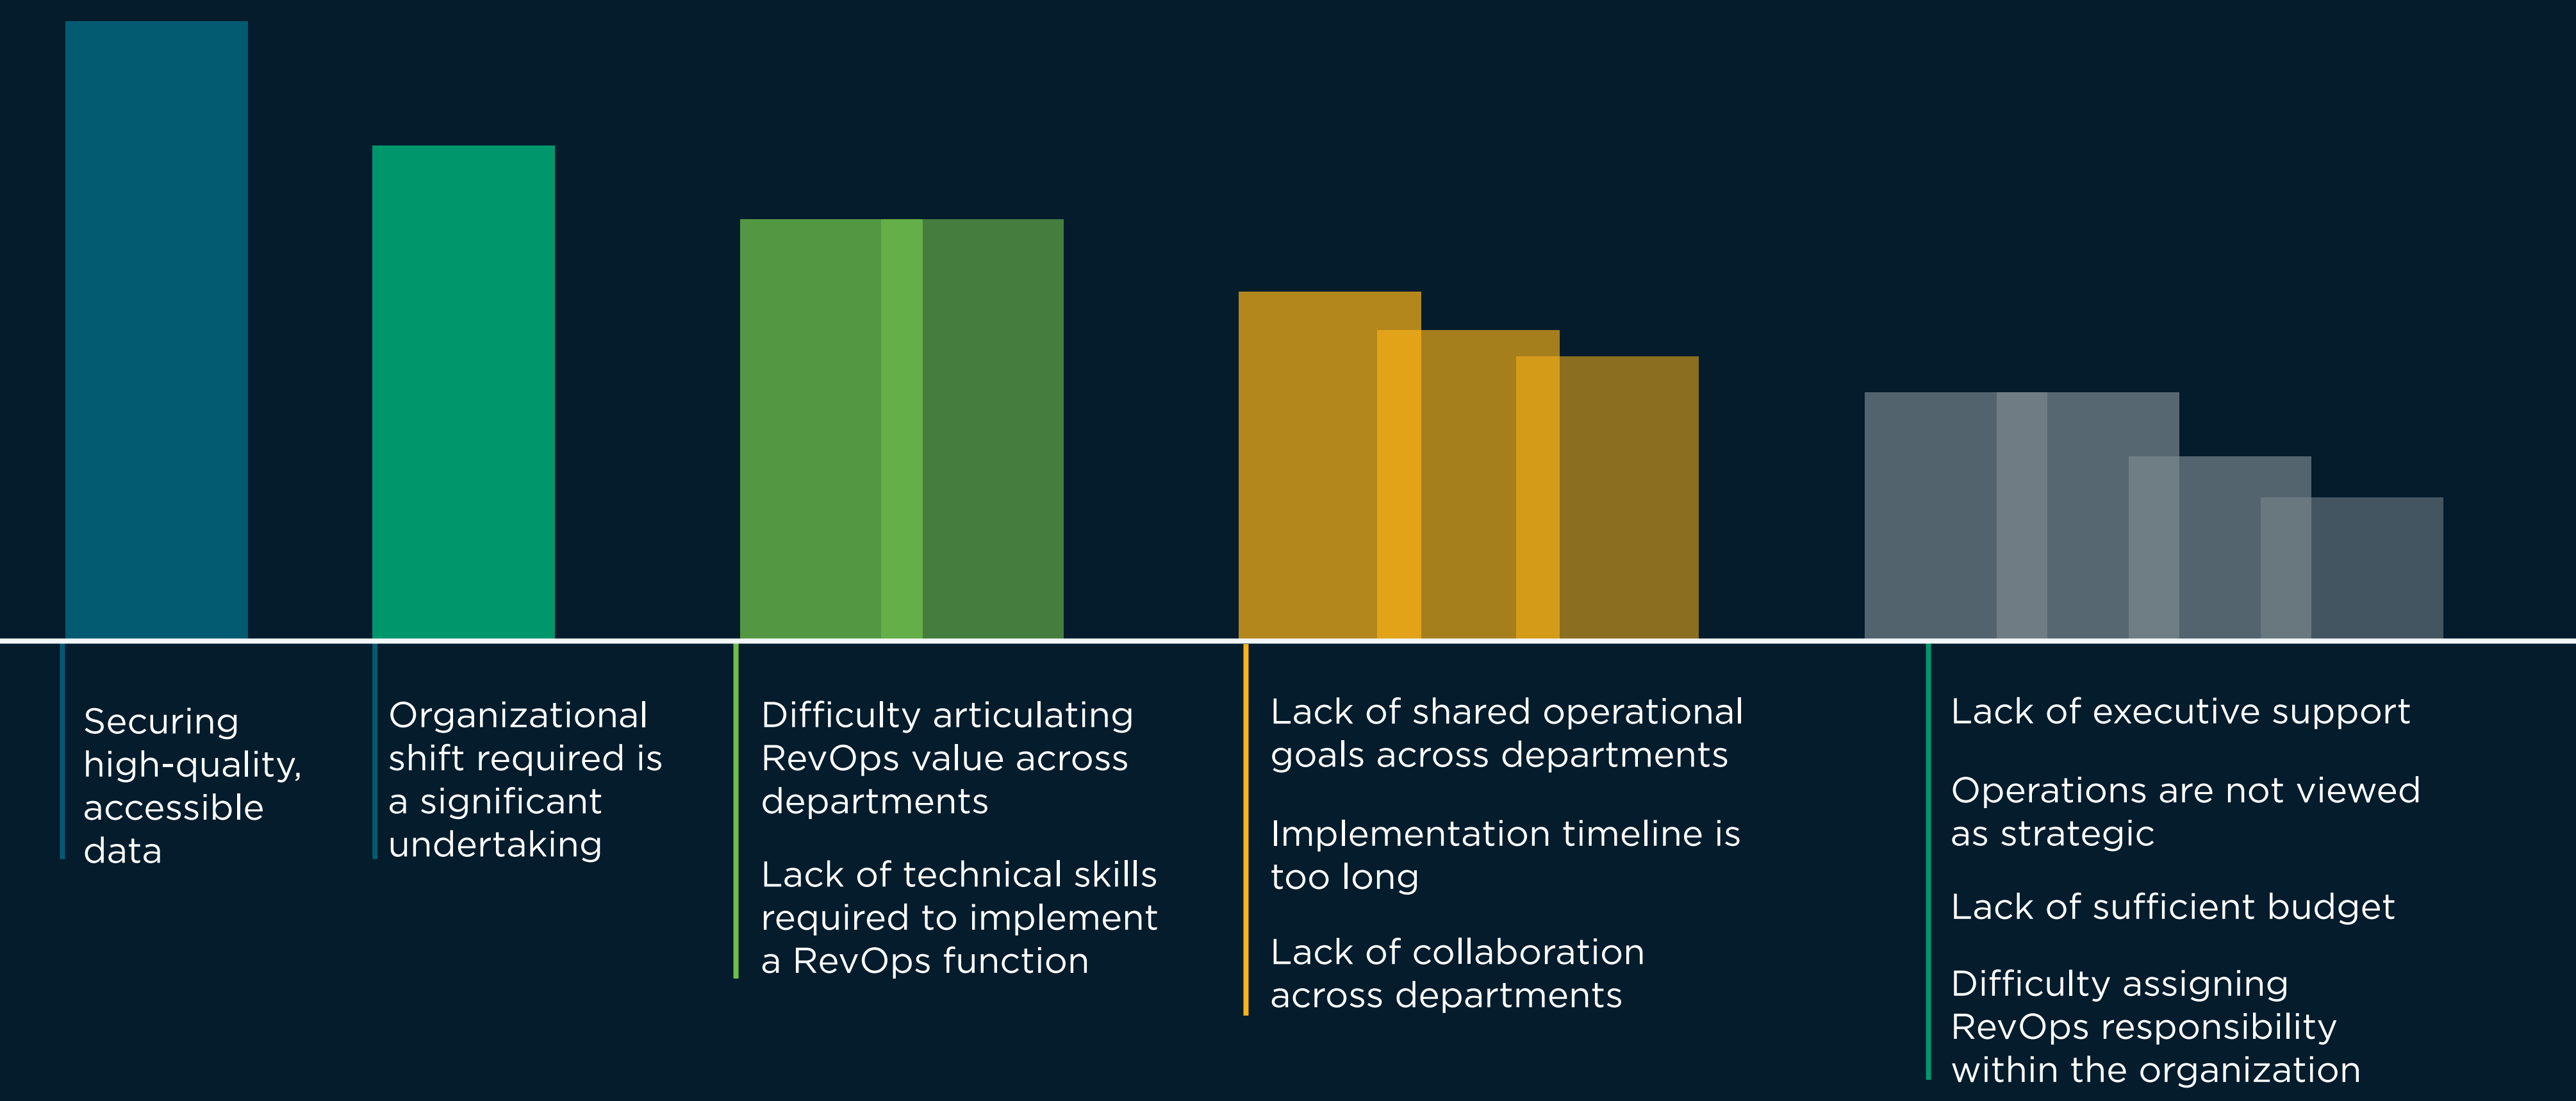 Securing
high-quality,
accessible
data
Organizational
shift required is
a significant
undertaking
Difficulty articulating
RevOps value across
departments
Lack of technical skills
required to implement
a RevOps function
Lack of shared operational
goals across departments
Implementation timeline is
too long
Lack of collaboration
across departments
Lack of executive support
Operations are not viewed
as strategic
Lack of sufficient budget
Difficulty assigning
RevOps responsibility
within the organization